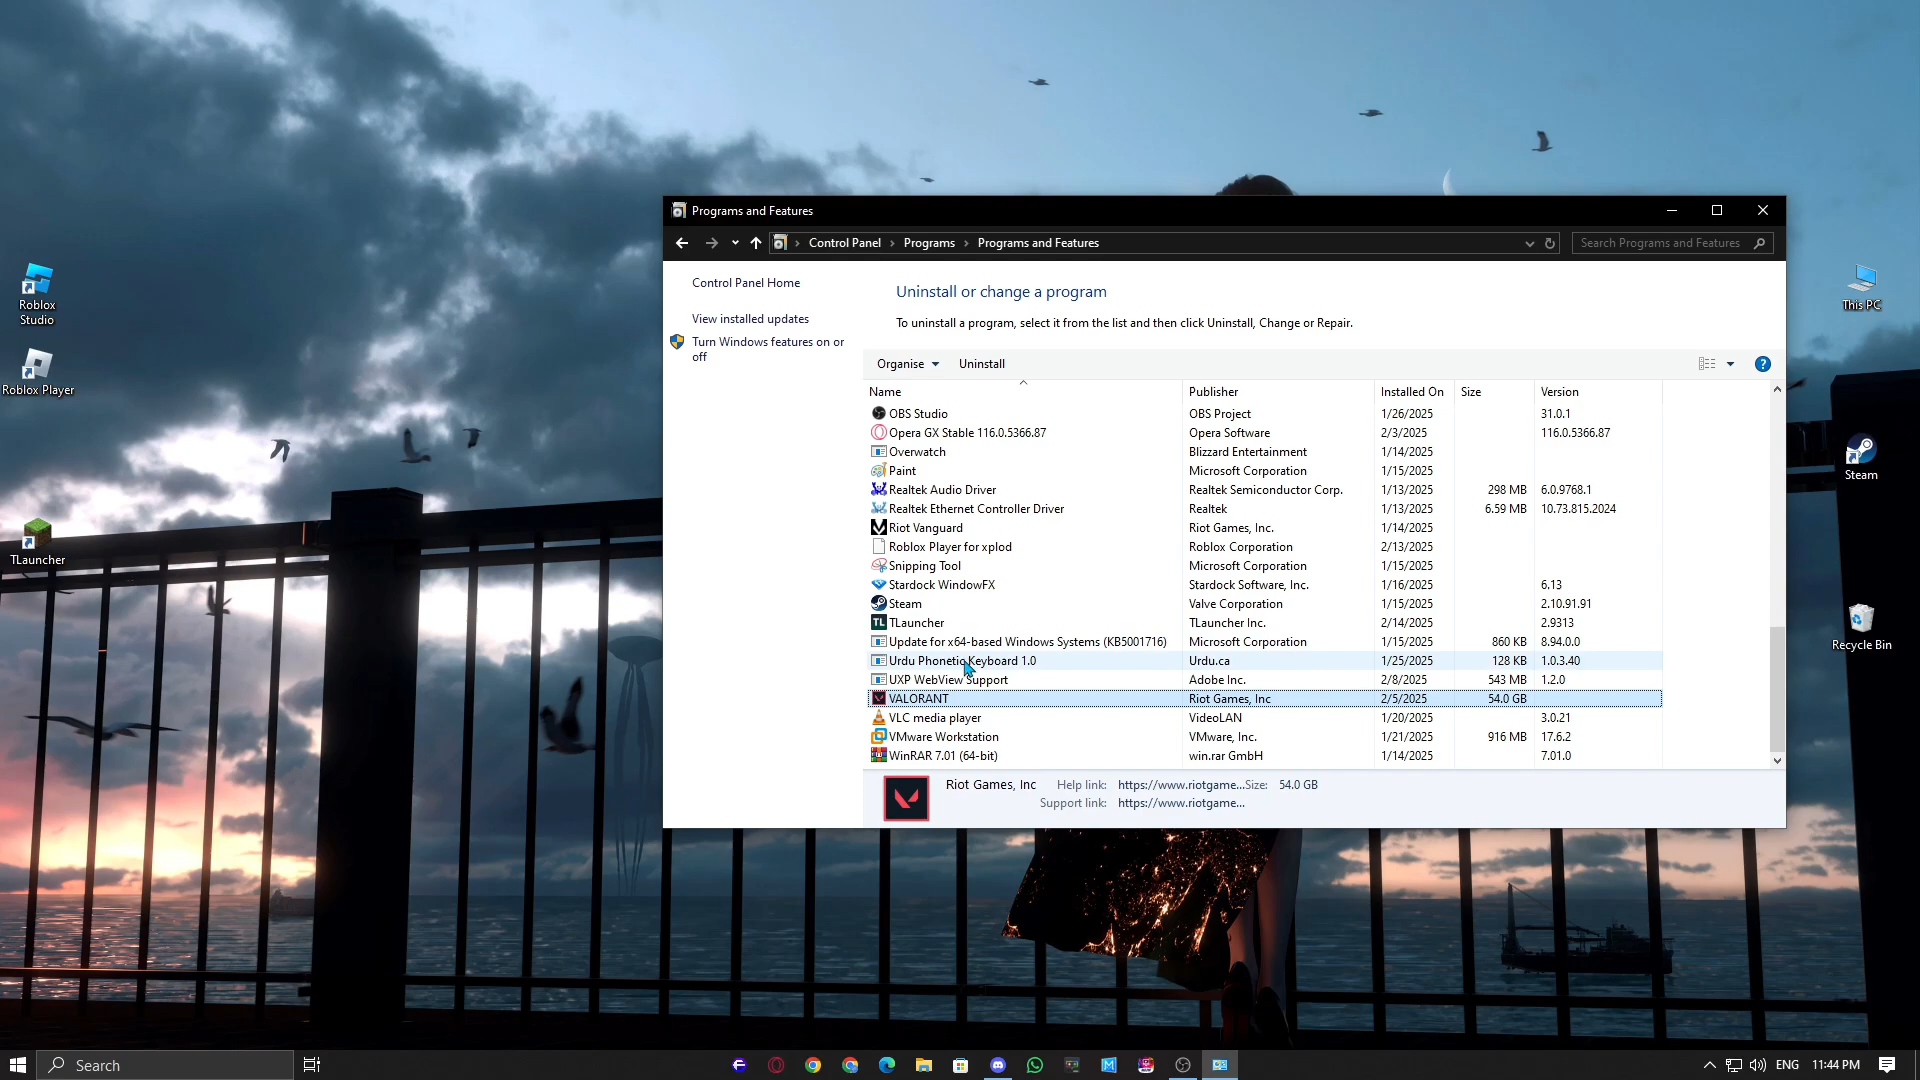 Programs and Features
Control Panel
Programs
Programs and Features
Search Programs and Features
Control Panel Home
View installed updates
Turn Windows features on or
off
Uninstall or change a program
To uninstall a program, select it from the list and then click Uninstall, Change or Repair.
Organise
Uninstall
?
Name Publisher Installed On Size Version
OBS Studio OBS Project 1/26/2025 31.0.1
Opera GX Stable 116.0.5366.87 Opera Software 2/3/2025 116.0.5366.87
Overwatch Blizzard Entertainment 1/14/2025
Paint Microsoft Corporation 1/15/2025
Realtek Audio Driver Realtek Semiconductor Corp. 1/13/2025 298 MB 6.0.9768.1
Realtek Ethernet Controller Driver Realtek 1/13/2025 6.59 MB 10.73.815.2024
Riot Vanguard Riot Games, Inc. 1/14/2025
Roblox Player for xplod Roblox Corporation 2/13/2025
Snipping Tool Microsoft Corporation 1/15/2025
Stardock WindowFX Stardock Software, Inc. 1/16/2025 6.13
Steam Valve Corporation 1/15/2025 2.10.91.91
TL TLauncher TLauncher Inc. 2/14/2025 2.9313
Update for x64-based Windows Systems (KB5001716) Microsoft Corporation 1/15/2025 860 KB 8.94.0.0
Urdu Phonetic Keyboard 1.0 Urdu.ca 1/25/2025 128 KB 1.0.3.40
UXP WebView Support Adobe Inc. 2/8/2025 543 MB 1.2.0
VALORANT Riot Games, Inc 2/5/2025 54.0 GB
VLC media player VideoLAN 1/20/2025 3.0.21
VMware Workstation VMware, Inc. 1/21/2025 916 MB 17.6.2
WinRAR 7.01 (64-bit) win.rar GmbH 1/14/2025 7.01.0
Riot Games, Inc Help link: https://www.riotgame... Size: 54.0 GB
Support link: https://www.riotgame...
Roblox
Studio
Roblox Player
TLauncher
This PC
Steam
Recycle Bin
Search
ENG
11:44 PM